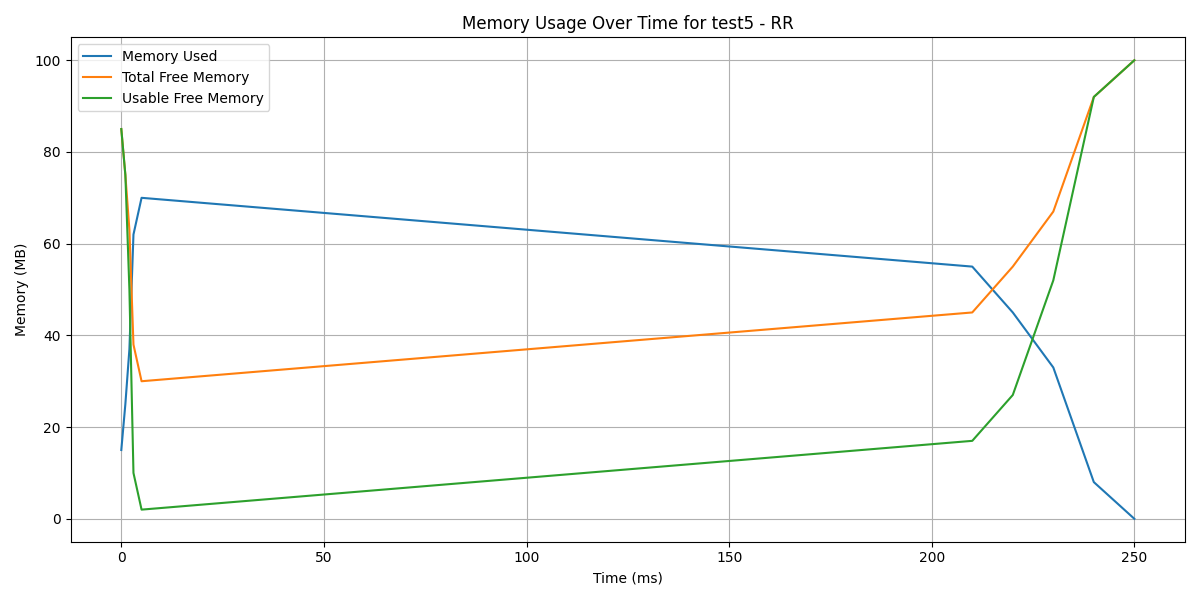 Memory Usage Over Time for test5 - RR
Memory Used
Total Free Memory
Usable Free Memory
100
80
60
40
20
0
Memory (MB)
0 50 100 150 200 250
Time (ms)